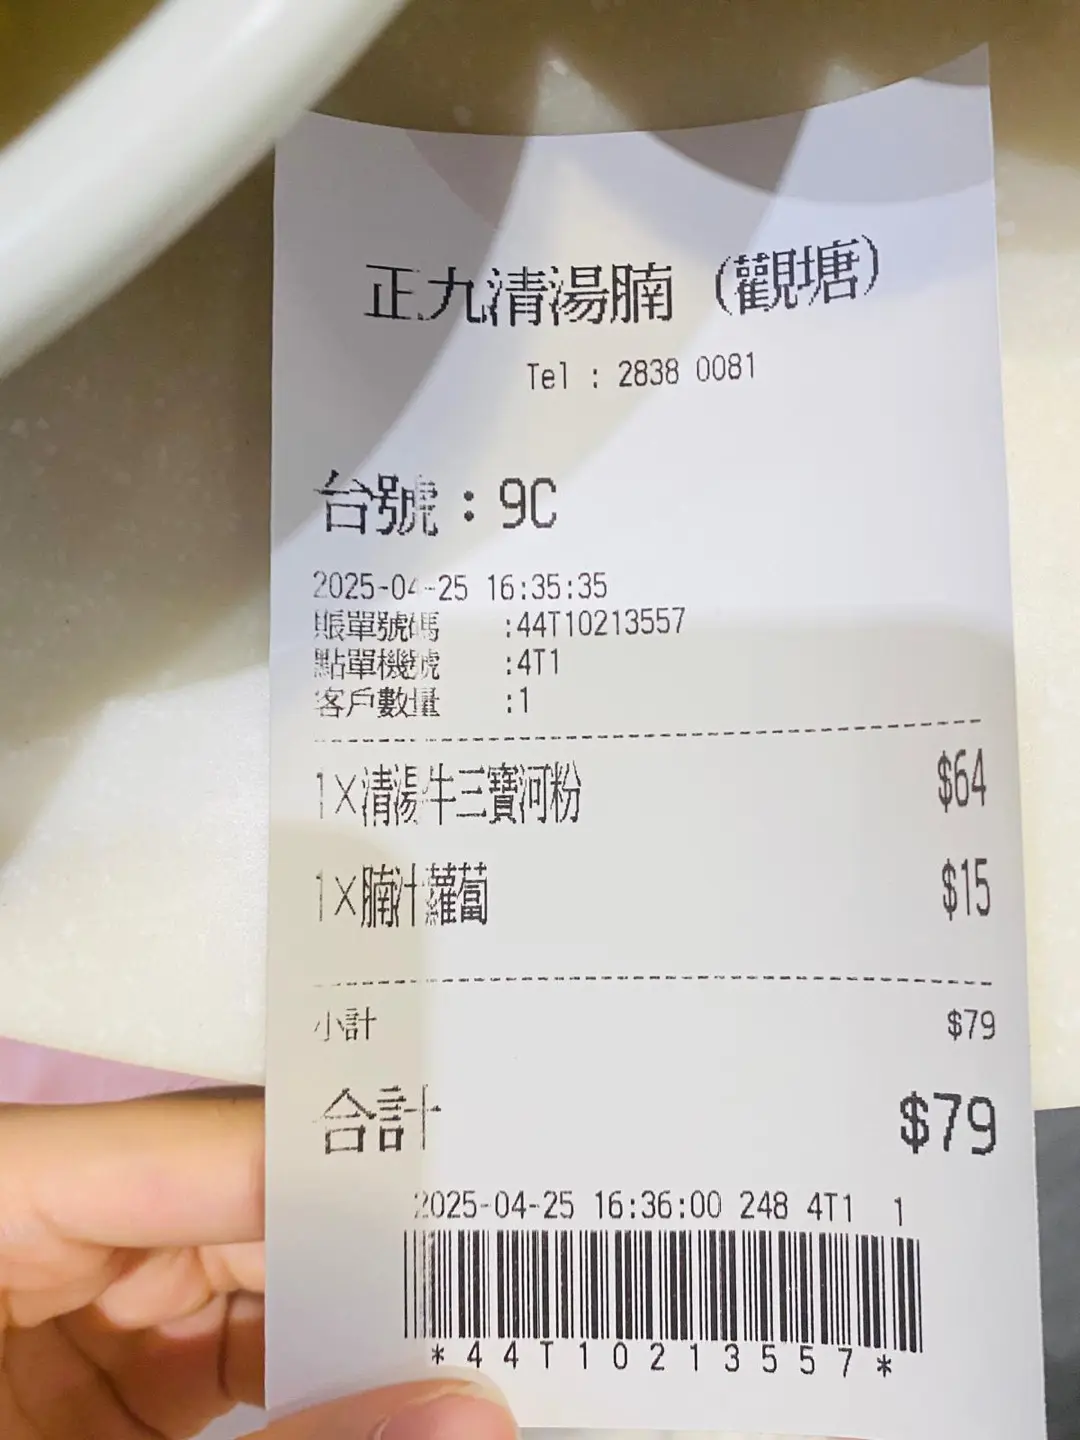 正九清湯腩（觀塘）
Tel : 2838 0081
台號：9C
2025-04-25 16:35:35
賬單號碼 :44T10213557
點單機號 :4T1
客戶數量 :1
1×清湯牛三寶河粉 $64
1×腩汁蘿蔔 $15
小計 $79
合計 $79
2025-04-25 16:36:00 248 4T1 1
*44T10213557*